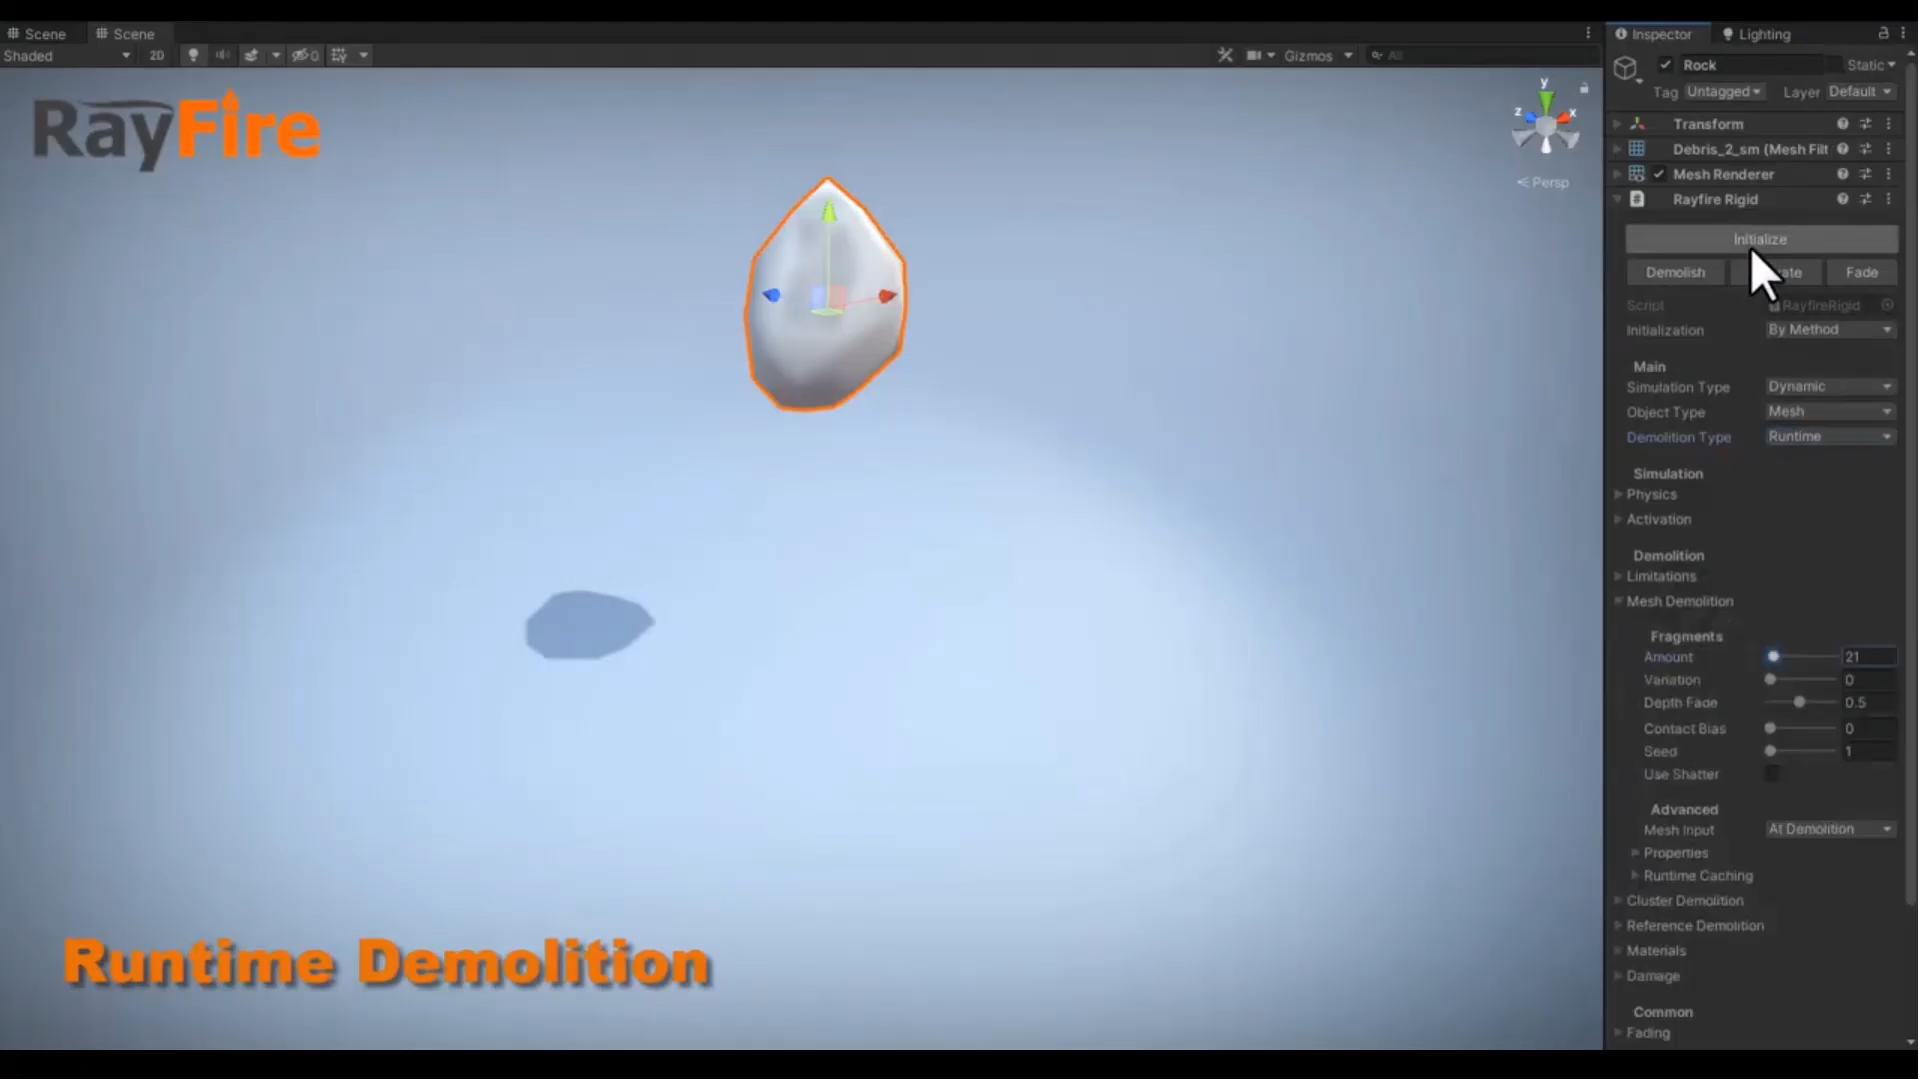 Scene
Scene
Shaded
2D
0
Gizmos
All
RayFire
y
z
x
Persp
Runtime Demolition
Inspector
Lighting
Rock
Static
Tag
Untagged
Layer
Default
Transform
Debris_2_sm (Mesh Filt
Mesh Renderer
Rayfire Rigid
Initialize
Demolish
ate
Fade
Script
RayfireRigid
Initialization
By Method
Main
Simulation Type
Dynamic
Object Type
Mesh
Demolition Type
Runtime
Simulation
Physics
Activation
Demolition
Limitations
Mesh Demolition
Fragments
Amount
21
Variation
0
Depth Fade
0.5
Contact Bias
0
Seed
1
Use Shatter
Advanced
Mesh Input
At Demolition
Properties
Runtime Caching
Cluster Demolition
Reference Demolition
Materials
Damage
Common
Fading